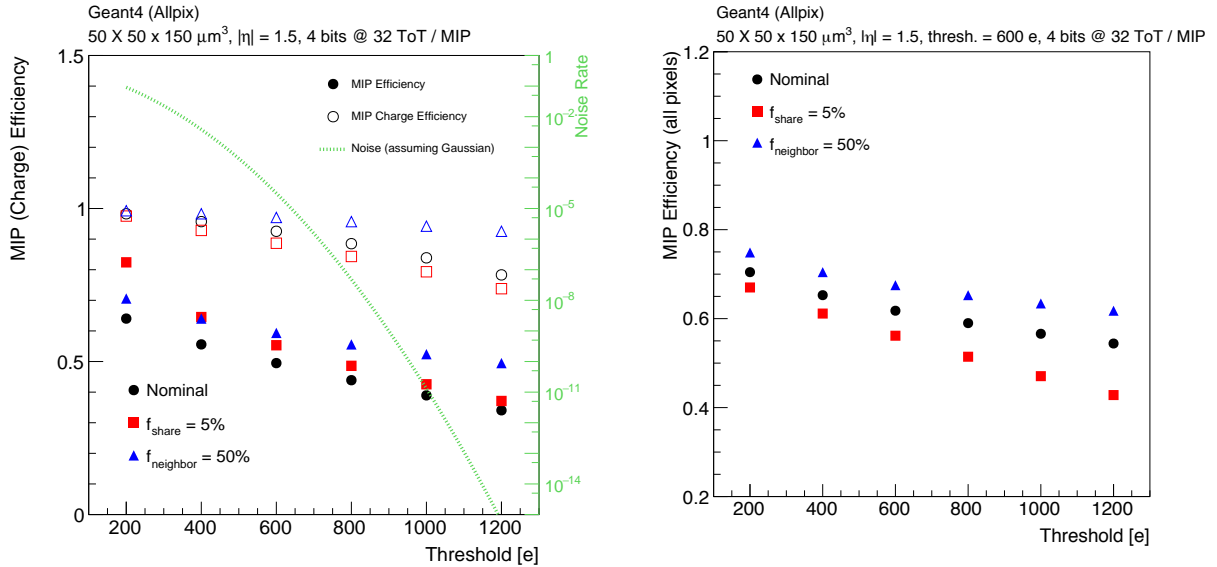 Geant4 (Allpix)
50 X 50 x 150 μm³, |η| = 1.5, 4 bits @ 32 ToT / MIP
MIP (Charge) Efficiency
1.5
1
0.5
0
MIP Efficiency
MIP Charge Efficiency
Noise (assuming Gaussian)
Nominal
f_share = 5%
f_neighbor = 50%
1
10⁻²
10⁻⁵
10⁻⁸
10⁻¹¹
10⁻¹⁴
Noise Rate
200 400 600 800 1000 1200
Threshold [e]
Geant4 (Allpix)
50 X 50 x 150 μm³, |η| = 1.5, thresh. = 600 e, 4 bits @ 32 ToT / MIP
MIP Efficiency (all pixels)
1.2
1
0.8
0.6
0.4
0.2
Nominal
f_share = 5%
f_neighbor = 50%
200 400 600 800 1000 1200
Threshold [e]